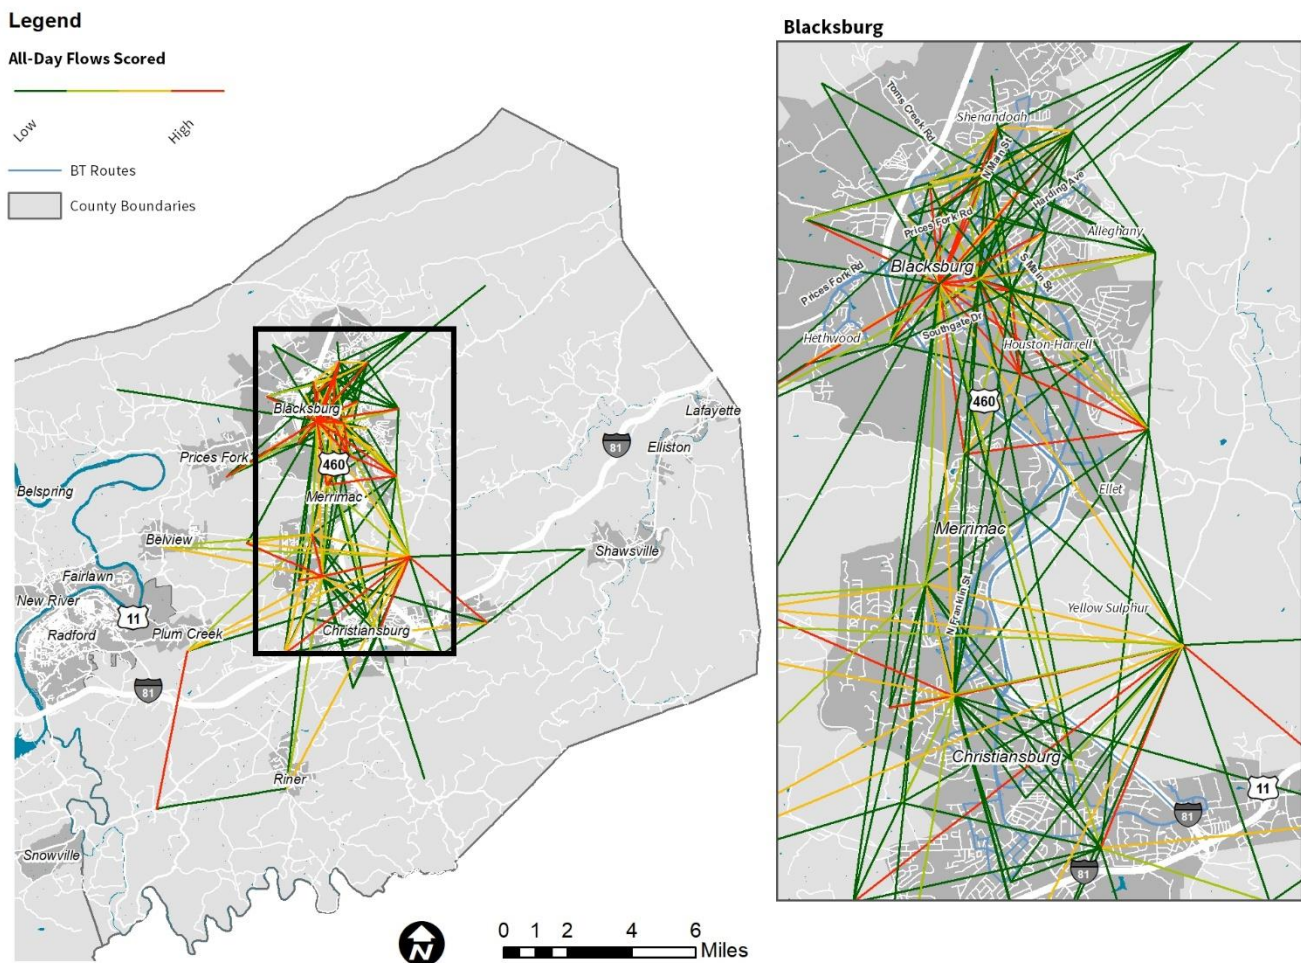 Legend
All-Day Flows Scored
Low
High
BT Routes
County Boundaries
Blacksburg
Prices Fork
460
Belspring
Merrimac
Belview
Fairlawn
New River
11
Radford
Plum Creek
Christiansburg
81
Lafayette
81
Elliston
Shawsville
Riner
Snowville
N
0 1 2 4 6
Miles
Blacksburg
Toms Creek Rd
Shenandoah
N Main St
Harding Ave
Prices Fork Rd
Alleghany
Blacksburg
S Main St
Prices Fork Rd
Southgate Dr
Hethwood
Houston-Harrell
460
Ellet
Merrimac
N Franklin St
Yellow Sulphur
Christiansburg
11
81
81